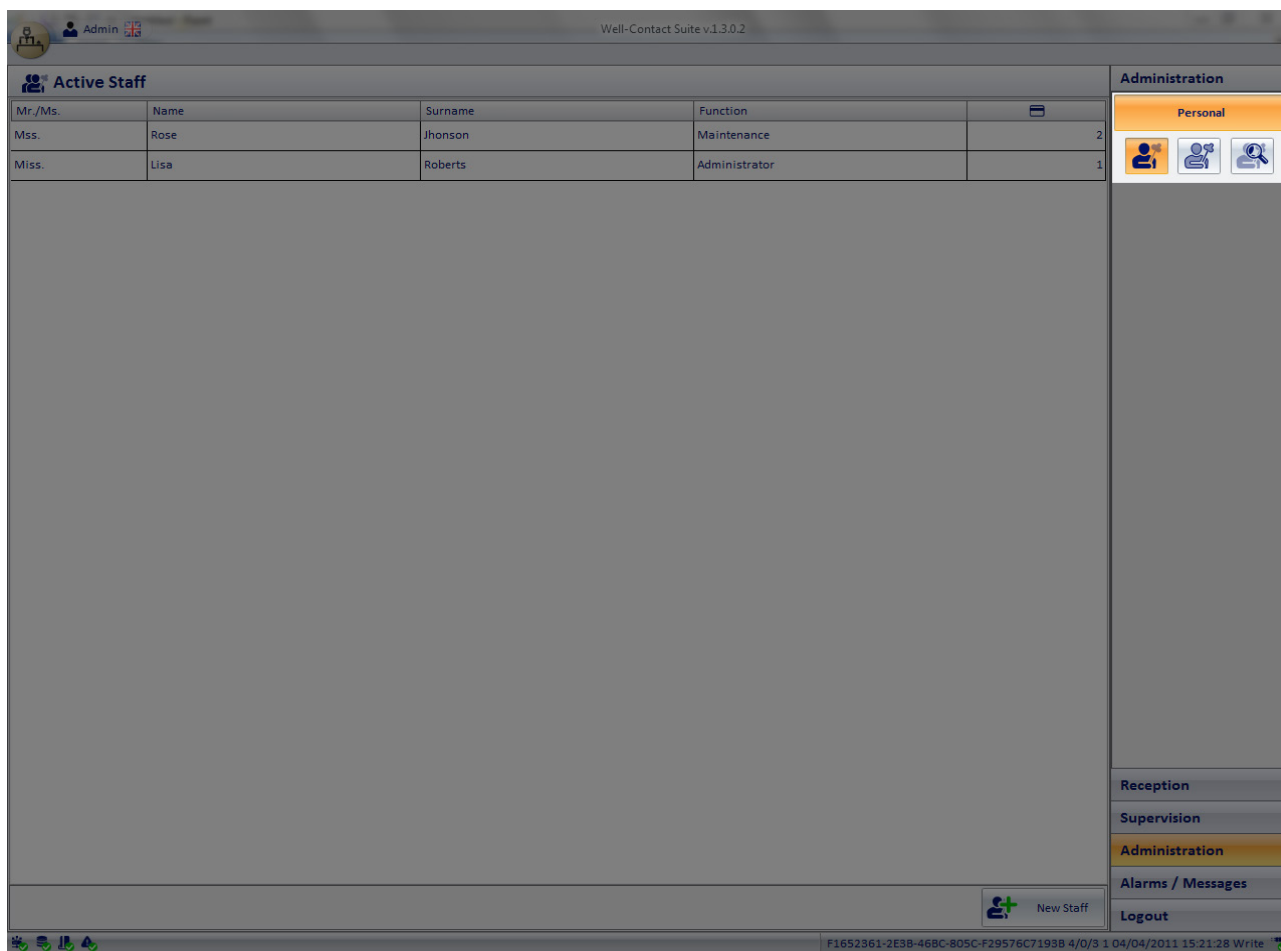 Admin
Well-Contact Suite v.1.3.0.2
Active Staff
Mr./Ms. Name Surname Function
Mss. Rose Jhonson Maintenance 2
Miss. Lisa Roberts Administrator 1
Administration
Personal
Reception
Supervision
Administration
Alarms / Messages
Logout
New Staff
F1652361-2E3B-468C-805C-F29576C7193B 4/0/3 1 04/04/2011 15:21:28 Write